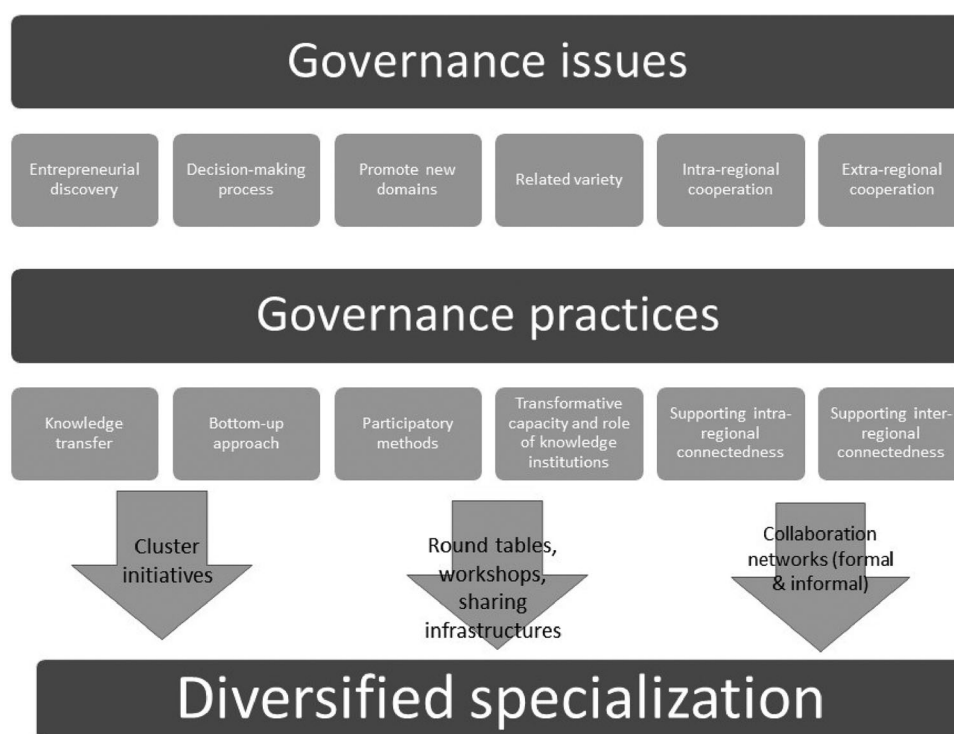 Governance issues
Entrepreneurial
discovery
Decision-making
process
Promote new
domains
Related variety
Intra-regional
cooperation
Extra-regional
cooperation
Governance practices
Knowledge
transfer
Bottom-up
approach
Participatory
methods
Transformative
capacity and role
of knowledge
institutions
Supporting intra-
regional
connectedness
Supporting inter-
regional
connectedness
Cluster
initiatives
Round tables,
workshops,
sharing
infrastructures
Collaboration
networks (formal
& informal)
Diversified specialization